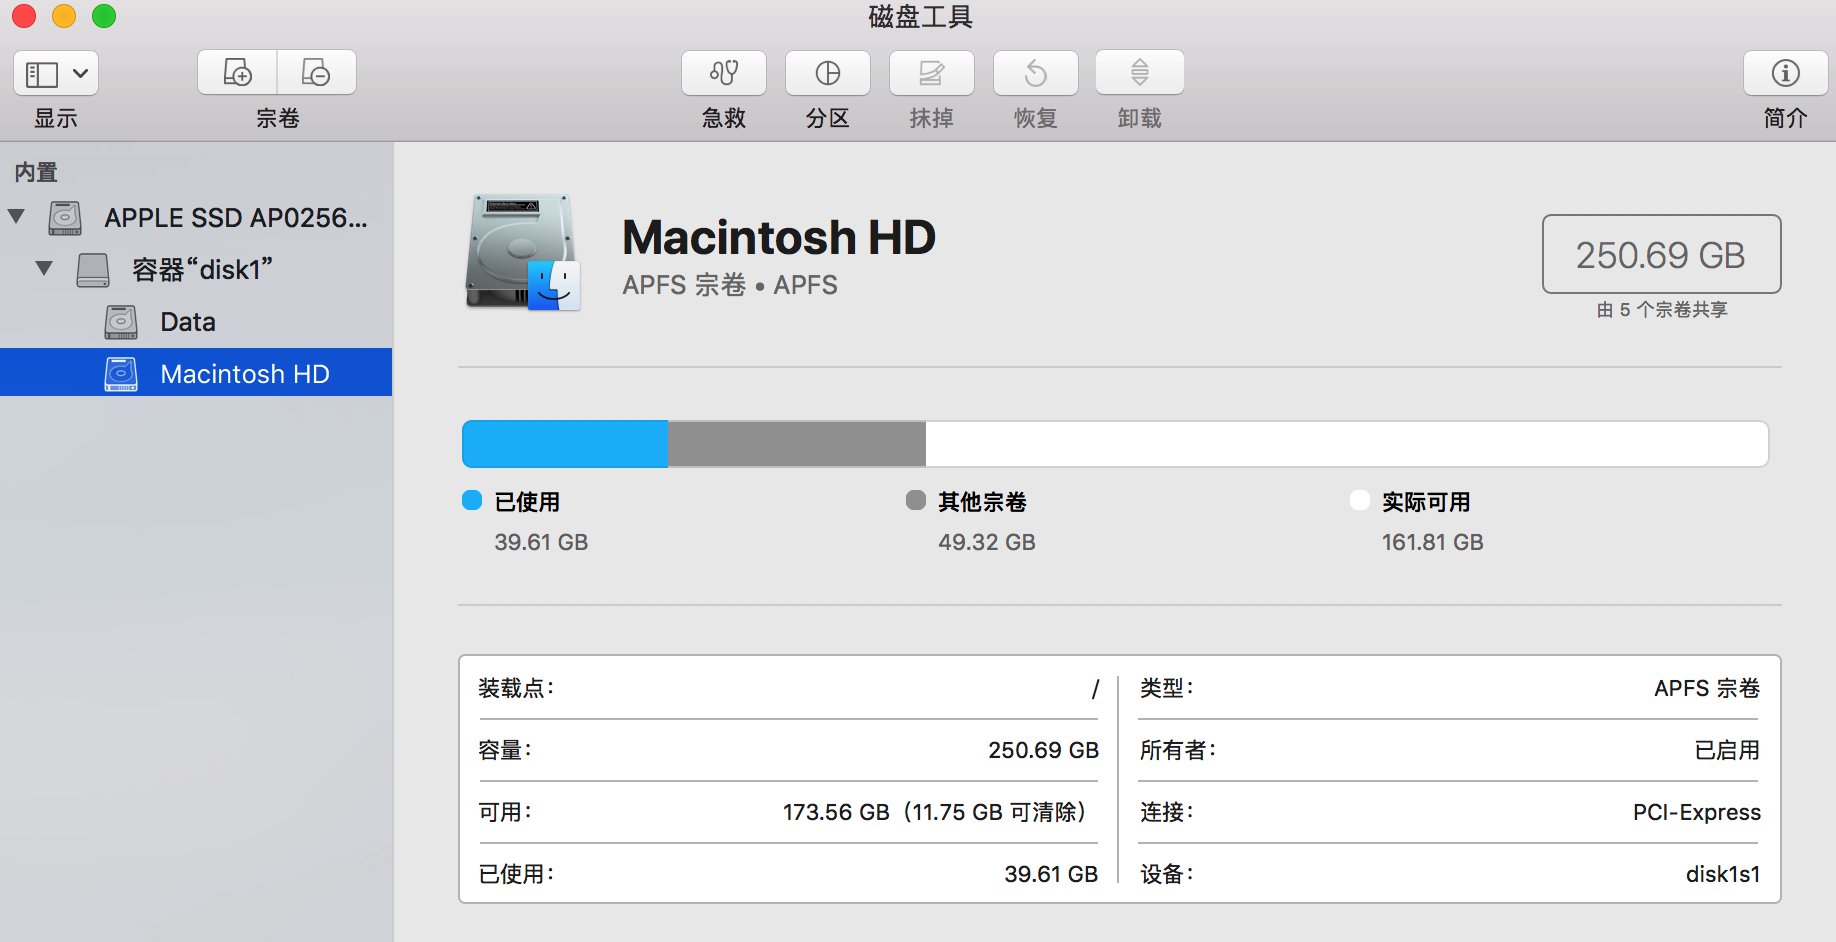 磁盘工具
显示
宗卷
急救
分区
抹掉
恢复
卸载
简介
内置
APPLE SSD AP0256...
容器“disk1”
Data
Macintosh HD
Macintosh HD
APFS 宗卷 • APFS
250.69 GB
由 5 个宗卷共享
已使用
39.61 GB
其他宗卷
49.32 GB
实际可用
161.81 GB
装载点： /
容量： 250.69 GB
可用： 173.56 GB（11.75 GB 可清除）
已使用： 39.61 GB
类型： APFS 宗卷
所有者： 已启用
连接： PCI-Express
设备： disk1s1